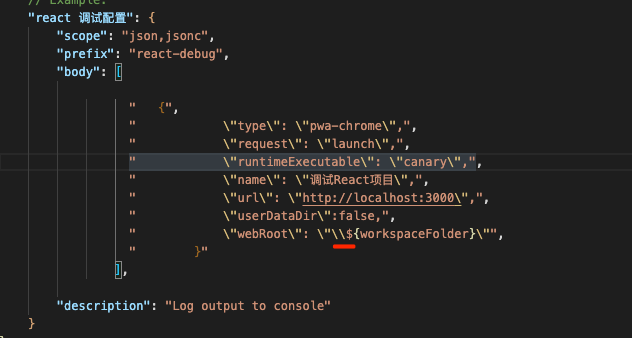 // Example:
"react 调试配置": {
"scope": "json,jsonc",
"prefix": "react-debug",
"body": [
"   {",
"           \"type\": \"pwa-chrome\",",
"           \"request\": \"launch\",",
"           \"runtimeExecutable\": \"canary\",",
"           \"name\": \"调试React项目\",",
"           \"url\": \"http://localhost:3000\",",
"           \"userDataDir\":false,",
"           \"webRoot\": \"\\${workspaceFolder}\"",
"       }"
],
"description": "Log output to console"
}